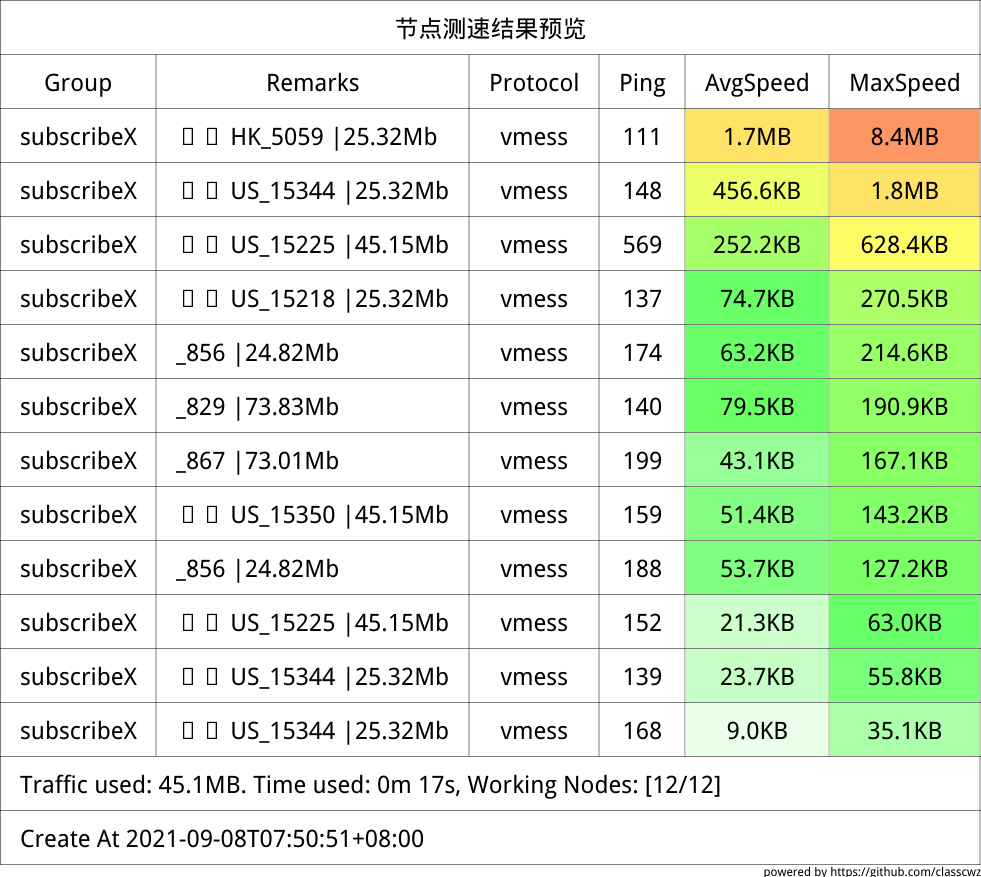 节点测速结果预览
Group Remarks Protocol Ping AvgSpeed MaxSpeed
subscribeX HK_5059 |25.32Mb vmess 111 1.7MB 8.4MB
subscribeX US_15344 |25.32Mb vmess 148 456.6KB 1.8MB
subscribeX US_15225 |45.15Mb vmess 569 252.2KB 628.4KB
subscribeX US_15218 |25.32Mb vmess 137 74.7KB 270.5KB
subscribeX _856 |24.82Mb vmess 174 63.2KB 214.6KB
subscribeX _829 |73.83Mb vmess 140 79.5KB 190.9KB
subscribeX _867 |73.01Mb vmess 199 43.1KB 167.1KB
subscribeX US_15350 |45.15Mb vmess 159 51.4KB 143.2KB
subscribeX _856 |24.82Mb vmess 188 53.7KB 127.2KB
subscribeX US_15225 |45.15Mb vmess 152 21.3KB 63.0KB
subscribeX US_15344 |25.32Mb vmess 139 23.7KB 55.8KB
subscribeX US_15344 |25.32Mb vmess 168 9.0KB 35.1KB
Traffic used: 45.1MB. Time used: 0m 17s, Working Nodes: [12/12]
Create At 2021-09-08T07:50:51+08:00
powered by https://github.com/classcwz